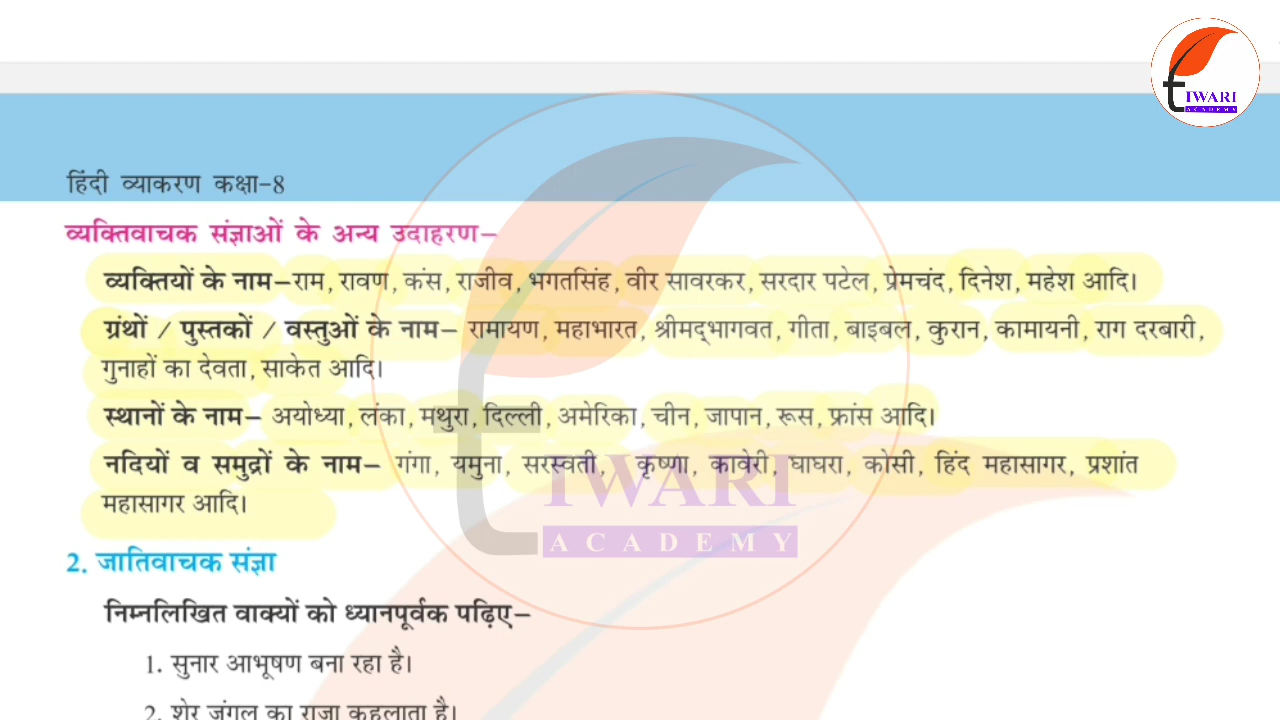 IWARI
ACADEMY
हिंदी व्याकरण कक्षा-8
व्यक्तिवाचक संज्ञाओं के अन्य उदाहरण–
व्यक्तियों के नाम–राम, रावण, कंस, राजीव, भगतसिंह, वीर सावरकर, सरदार पटेल, प्रेमचंद, दिनेश, महेश आदि।
ग्रंथों / पुस्तकों / वस्तुओं के नाम– रामायण, महाभारत, श्रीमद्‌भागवत, गीता, बाइबल, कुरान, कामायनी, राग दरबारी,
गुनाहों का देवता, साकेत आदि।
स्थानों के नाम– अयोध्या, लंका, मथुरा, दिल्ली, अमेरिका, चीन, जापान, रूस, फ्रांस आदि।
नदियों व समुद्रों के नाम– गंगा, यमुना, सरस्वती, कृष्णा, कावेरी, घाघरा, कोसी, हिंद महासागर, प्रशांत
महासागर आदि।
IWARI
ACADEMY
2. जातिवाचक संज्ञा
निम्नलिखित वाक्यों को ध्यानपूर्वक पढ़िए–
1. सुनार आभूषण बना रहा है।
2. शेर जंगल का राजा कहलाता है।